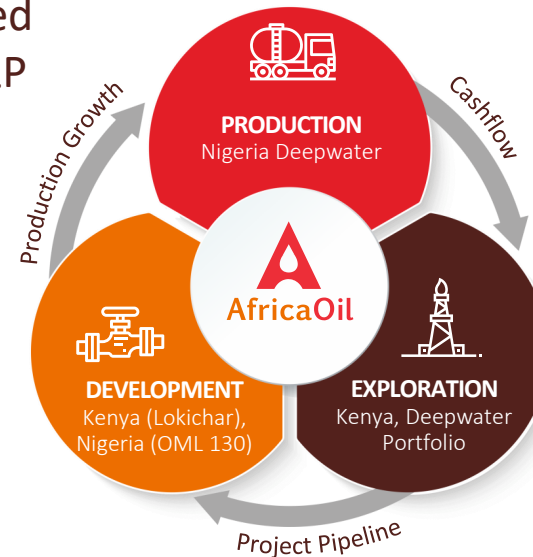 ed
P
PRODUCTION
Nigeria Deepwater
Production Growth
Cashflow
AfricaOil
DEVELOPMENT
Kenya (Lokichar),
Nigeria (OML 130)
EXPLORATION
Kenya, Deepwater
Portfolio
Project Pipeline